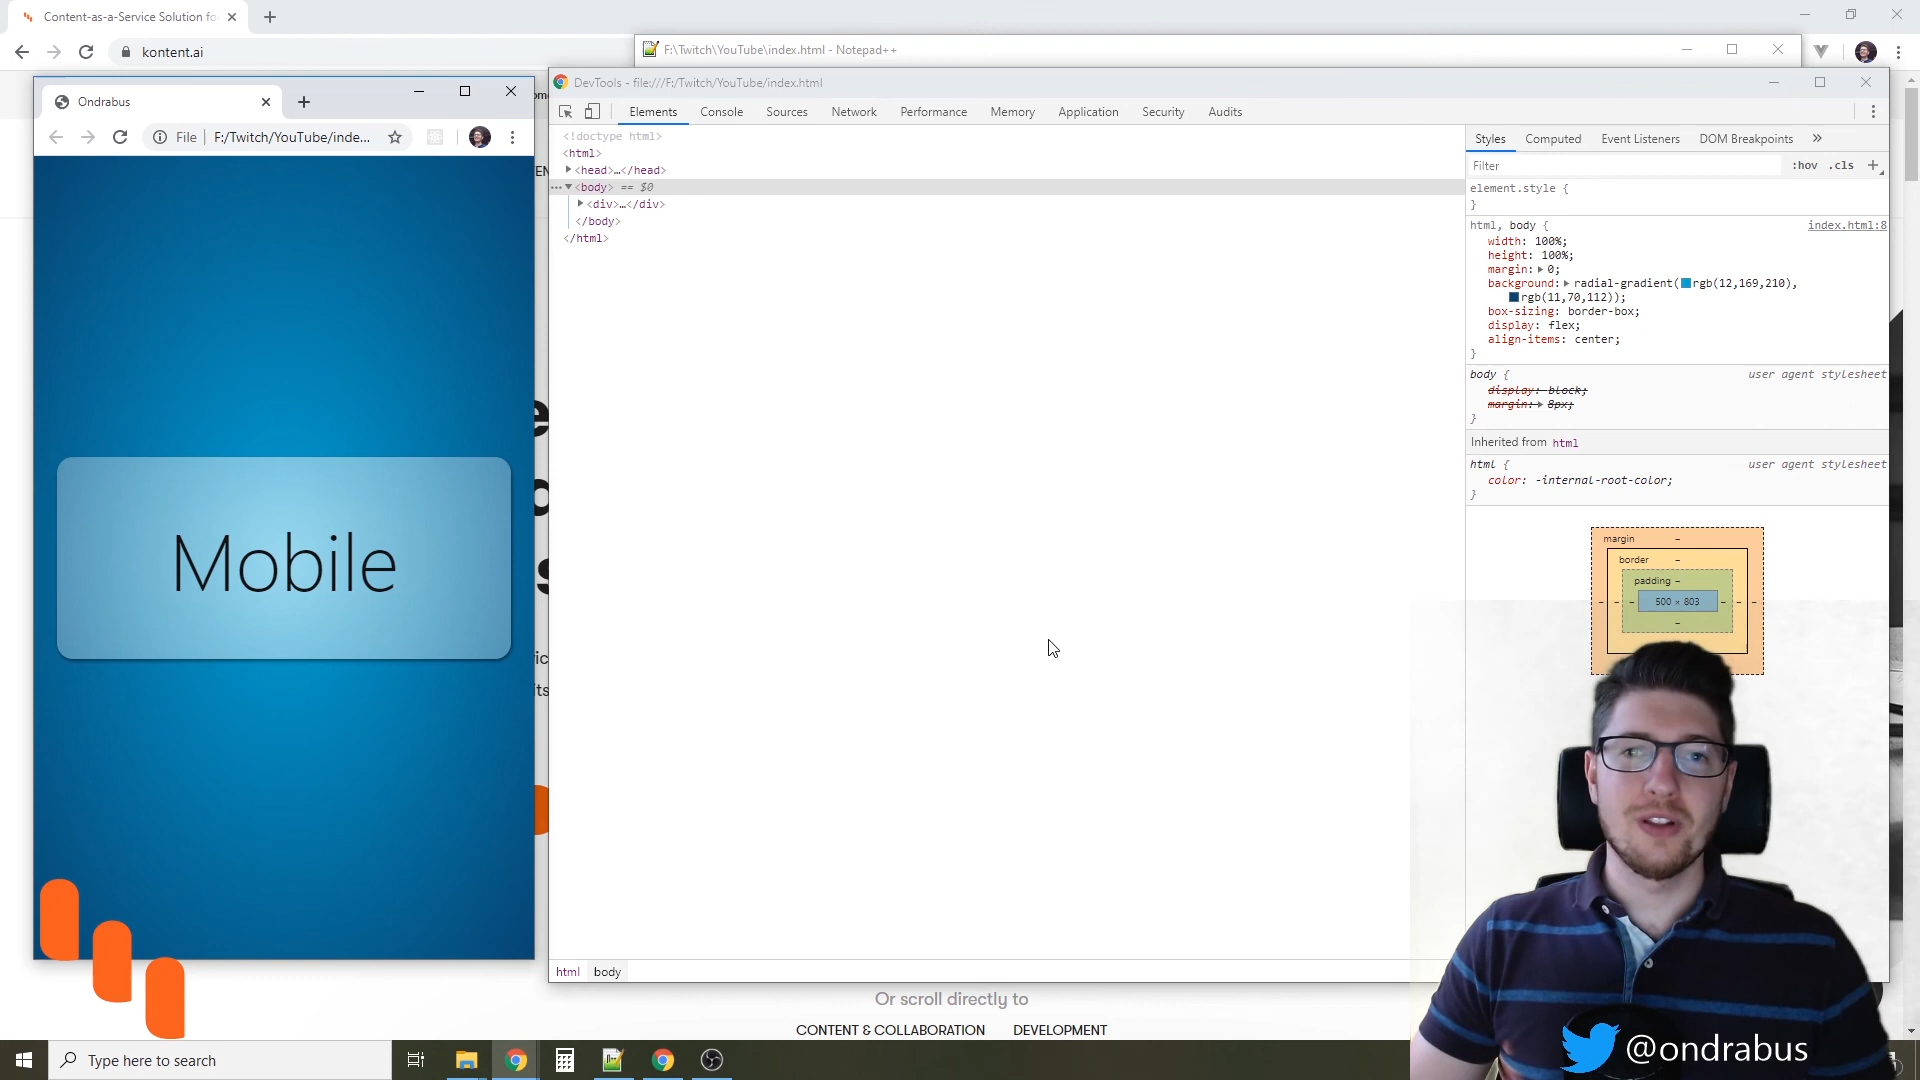 Content-as-a-Service Solution fo
kontent.ai
F:\Twitch\YouTube\index.html - Notepad++
Ondrabus
File
F:/Twitch/YouTube/inde...
Mobile
DevTools - file:///F:/Twitch/YouTube/index.html
Elements Console Sources Network Performance Memory Application Security Audits
<!doctype html>
<html>
<head>…</head>
<body> == $0
<div>…</div>
</body>
</html>
Styles Computed Event Listeners DOM Breakpoints »
Filter :hov .cls +
element.style {
}
html, body { index.html:8
width: 100%;
height: 100%;
margin: 0;
background: radial-gradient(rgb(12,169,210),
rgb(11,70,112));
box-sizing: border-box;
display: flex;
align-items: center;
}
body { user agent stylesheet
display: block;
margin: 8px;
}
Inherited from html
html { user agent stylesheet
color: -internal-root-color;
}
margin –
border –
padding –
500 × 803
html body
Or scroll directly to
CONTENT & COLLABORATION DEVELOPMENT
Type here to search
@ondrabus